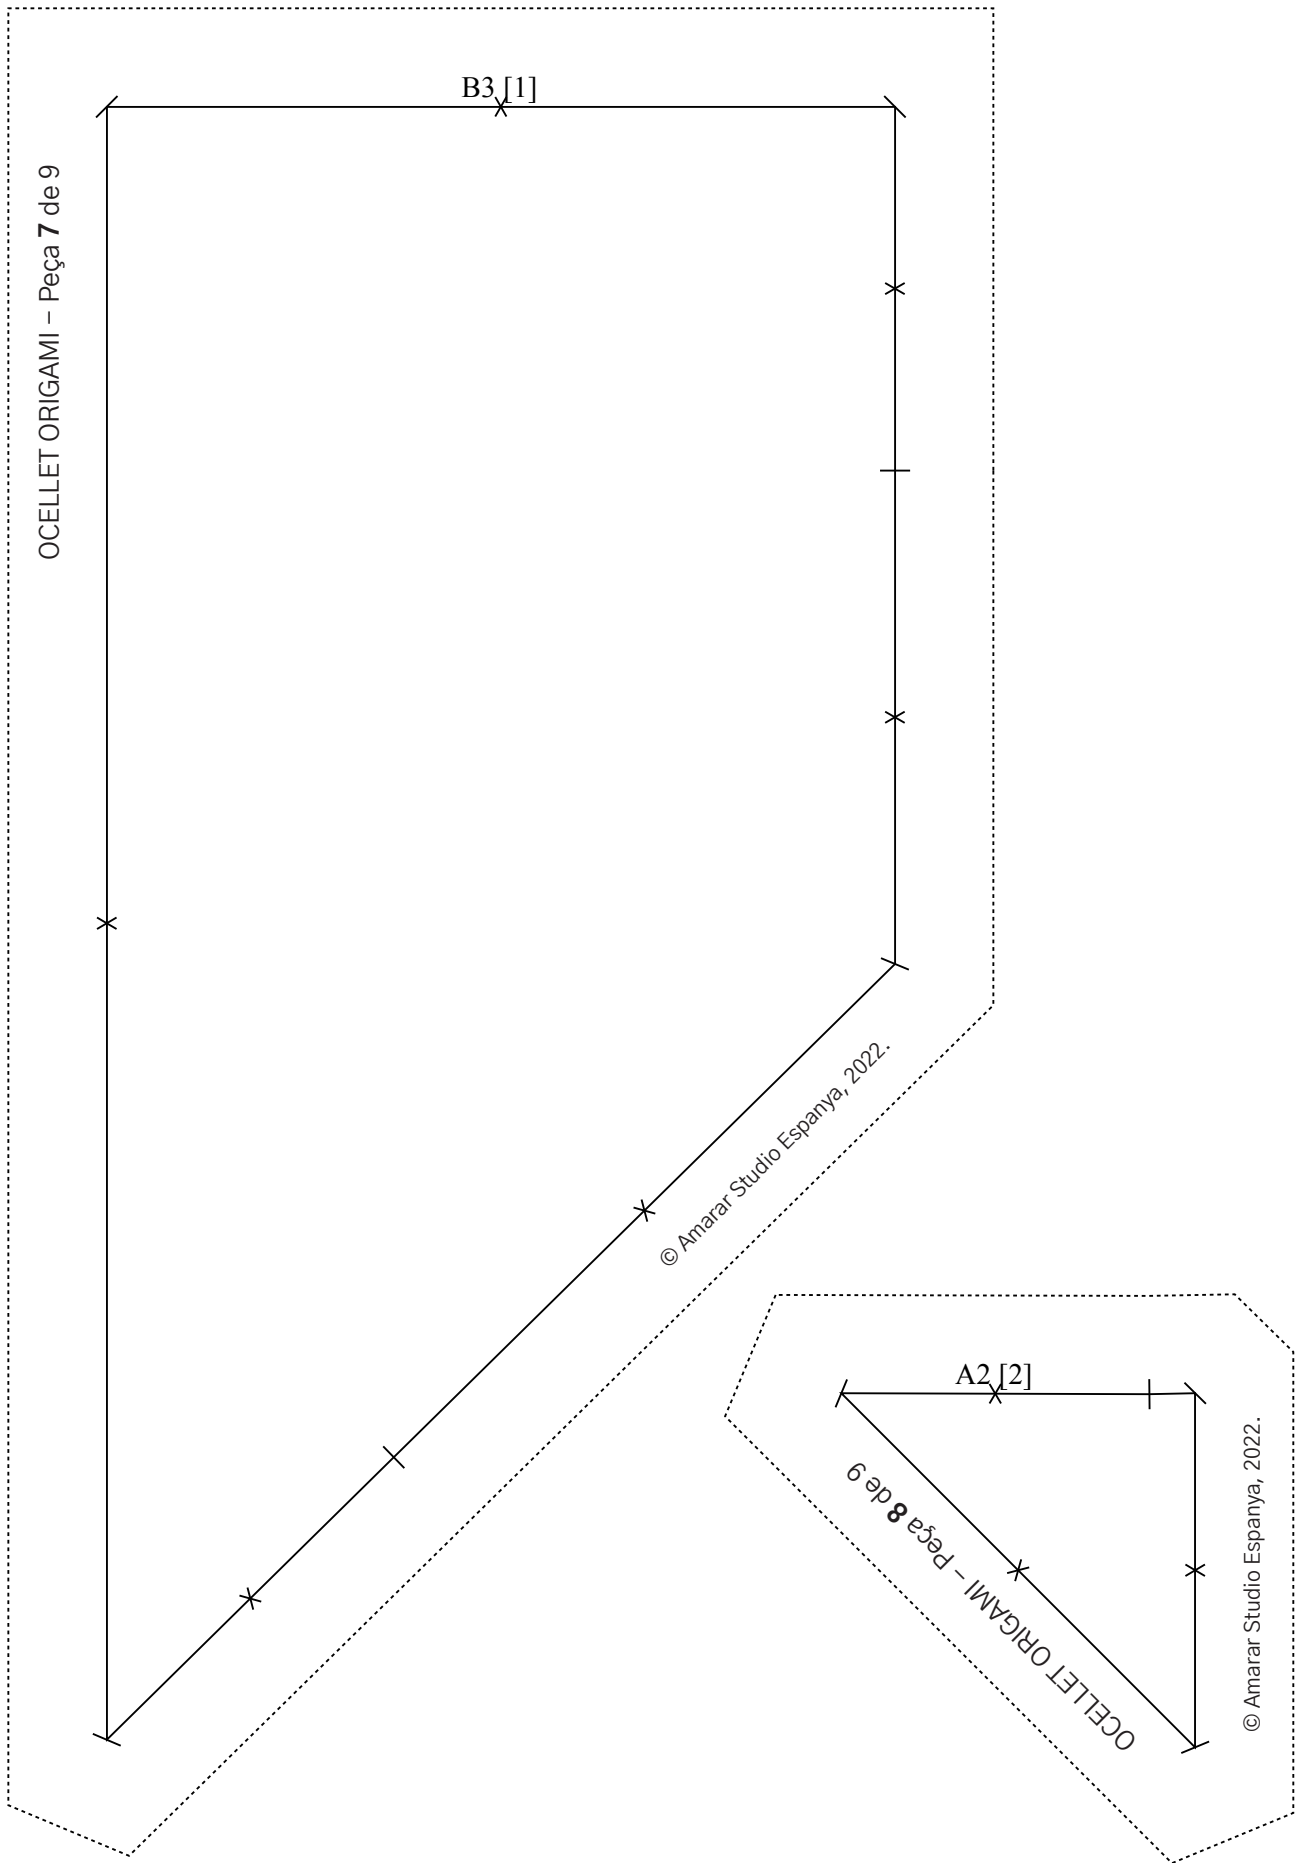 B3 [1]
OCELLET ORIGAMI – Peça 7 de 9
© Amarar Studio Espanya, 2022.
A2 [2]
OCELLET ORIGAMI – Peça 8 de 9
© Amarar Studio Espanya, 2022.